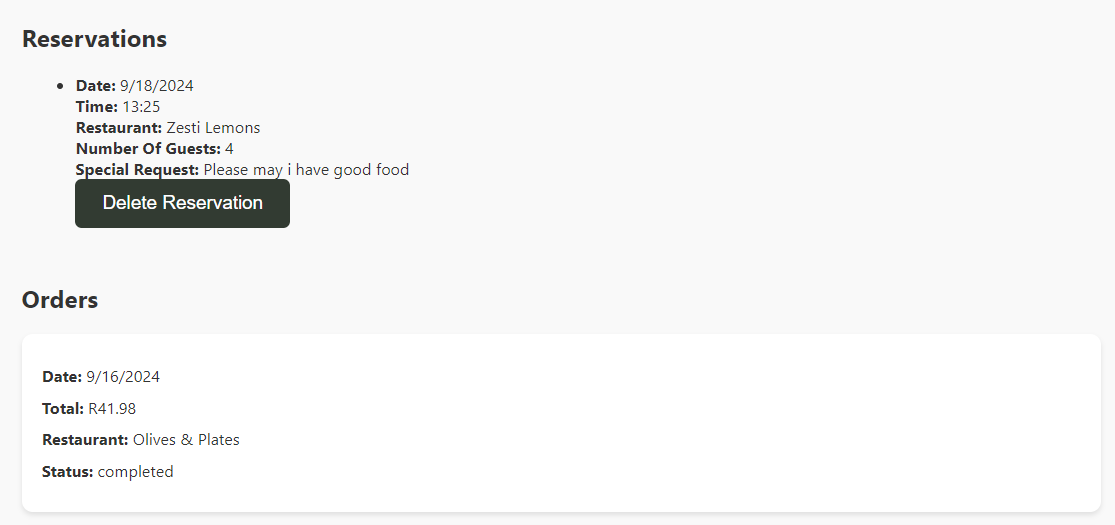 Reservations
Date: 9/18/2024
Time: 13:25
Restaurant: Zesti Lemons
Number Of Guests: 4
Special Request: Please may i have good food
Delete Reservation
Orders
Date: 9/16/2024
Total: R41.98
Restaurant: Olives & Plates
Status: completed